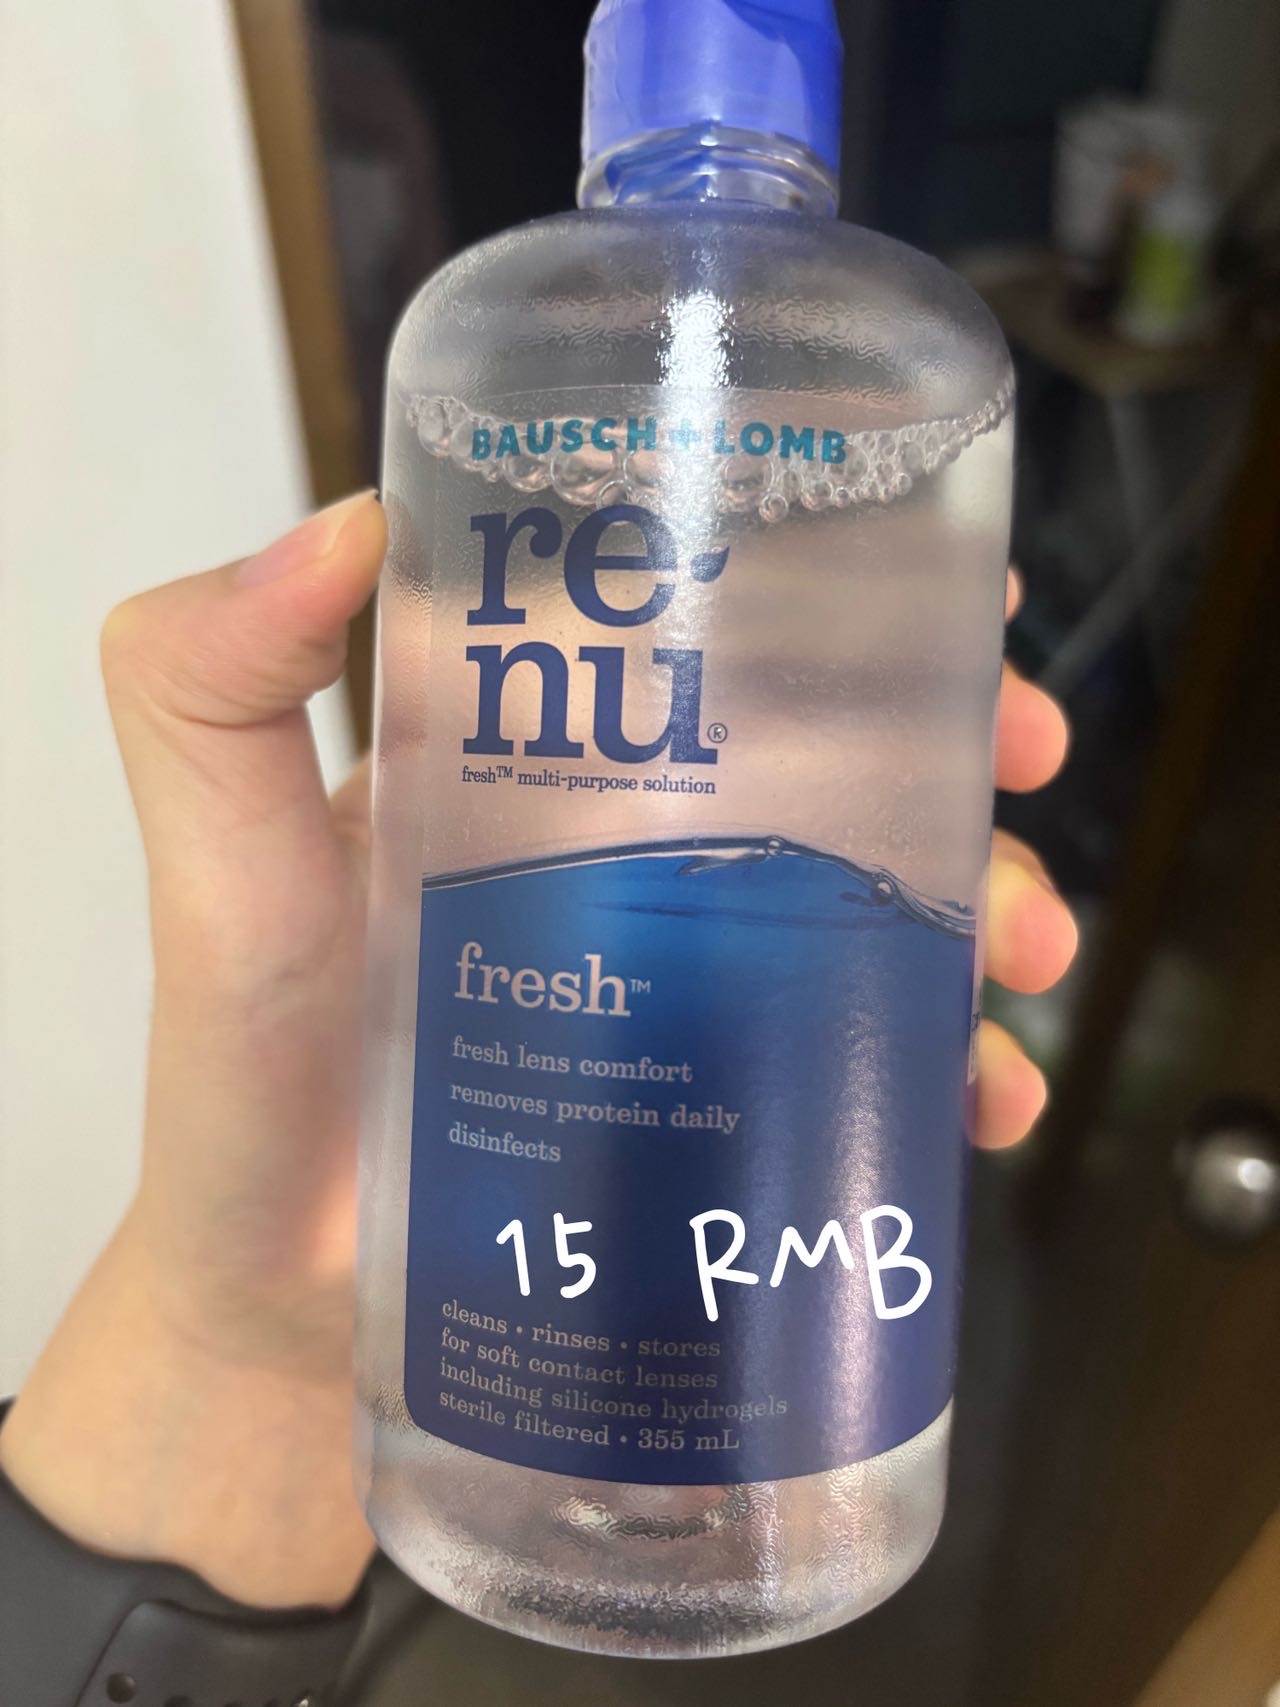 BAUSCH + LOMB
re
nu®
fresh™ multi-purpose solution
fresh™
fresh lens comfort
removes protein daily
disinfects
15 RMB
cleans • rinses • stores
for soft contact lenses
including silicone hydrogels
sterile filtered • 355 mL